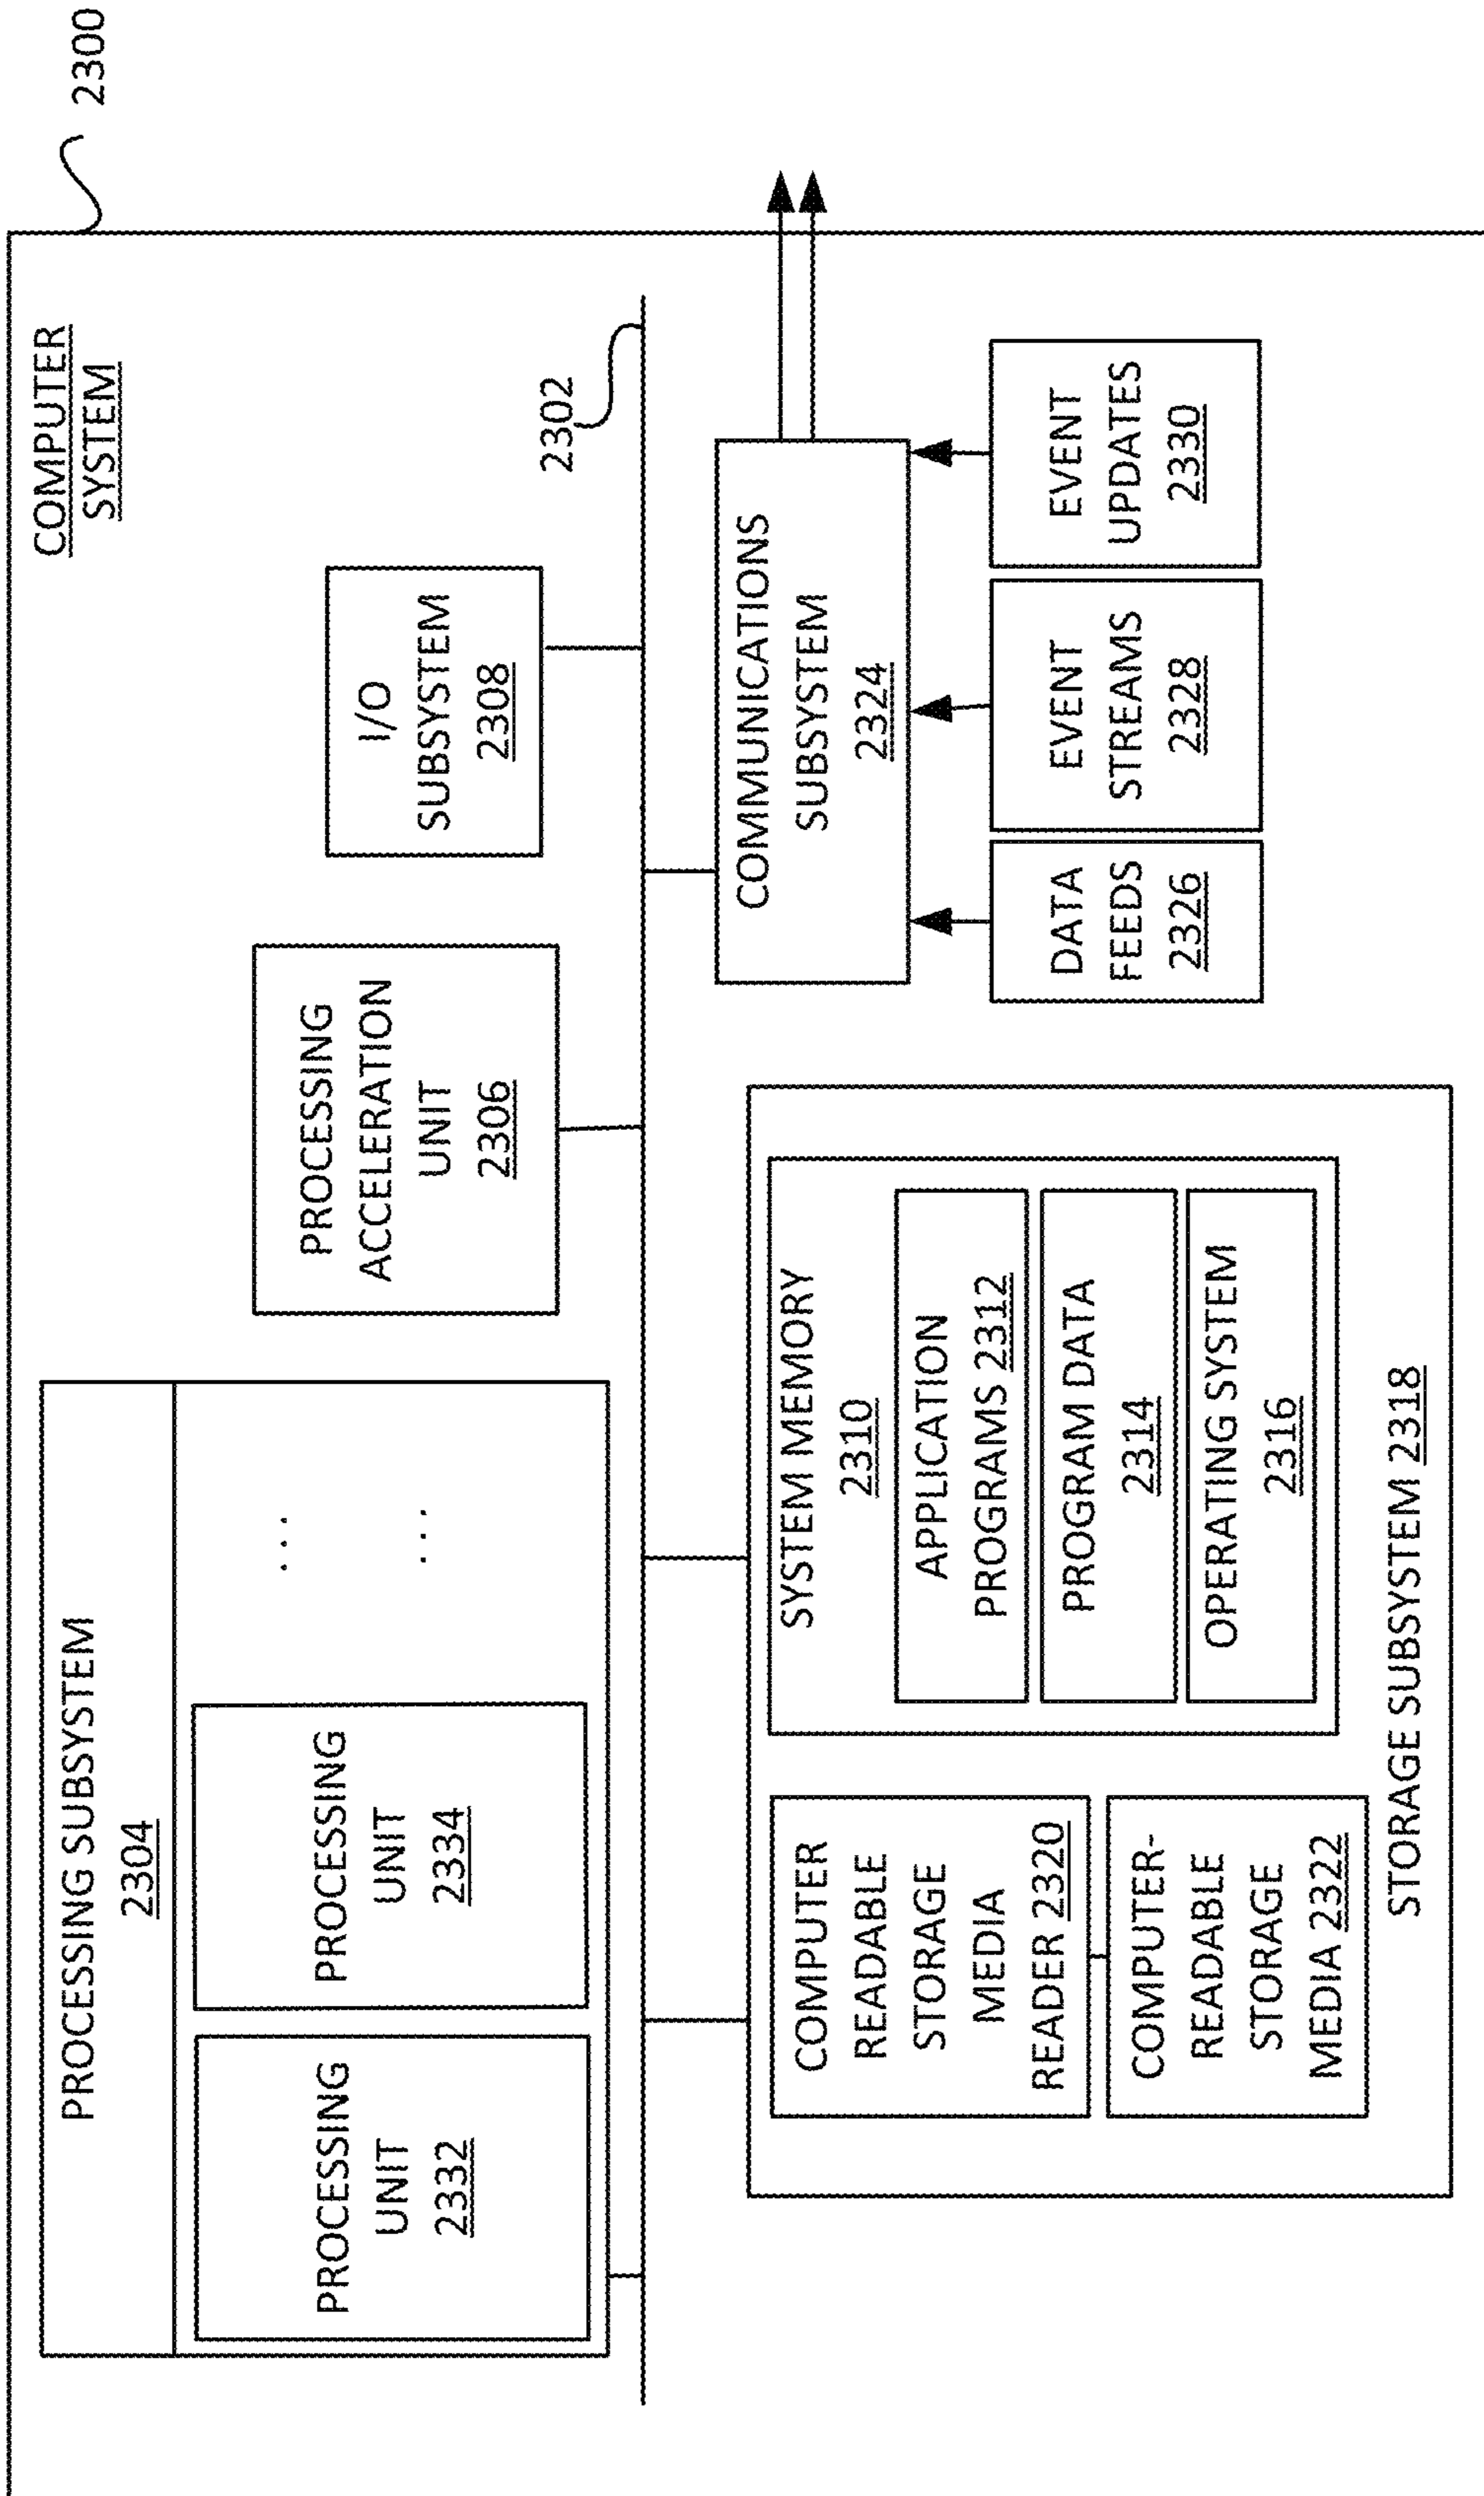 2300
COMPUTER
SYSTEM
PROCESSING SUBSYSTEM
2304
PROCESSING
UNIT
2332
PROCESSING
UNIT
2334
. . .
. . .
PROCESSING
ACCELERATION
UNIT
2306
I/O
SUBSYSTEM
2308
2302
COMPUTER
READABLE
STORAGE
MEDIA
READER 2320
COMPUTER-
READABLE
STORAGE
MEDIA 2322
SYSTEM MEMORY
2310
APPLICATION
PROGRAMS 2312
PROGRAM DATA
2314
OPERATING SYSTEM
2316
STORAGE SUBSYSTEM 2318
COMMUNICATIONS
SUBSYSTEM
2324
DATA
FEEDS
2326
EVENT
STREAMS
2328
EVENT
UPDATES
2330